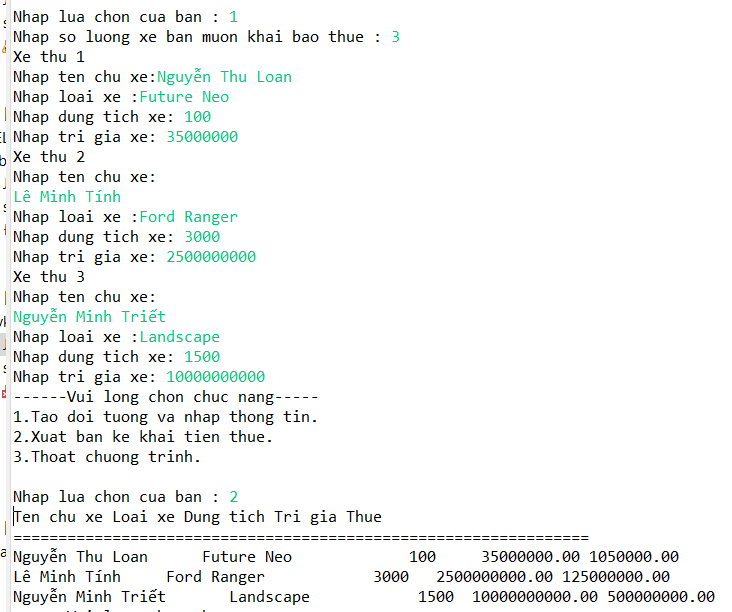 Nhap lua chon cua ban : 1
Nhap so luong xe ban muon khai bao thue : 3
Xe thu 1
Nhap ten chu xe:Nguyễn Thu Loan
Nhap loai xe :Future Neo
Nhap dung tich xe: 100
Nhap tri gia xe: 35000000
Xe thu 2
Nhap ten chu xe:
Lê Minh Tính
Nhap loai xe :Ford Ranger
Nhap dung tich xe: 3000
Nhap tri gia xe: 2500000000
Xe thu 3
Nhap ten chu xe:
Nguyễn Minh Triết
Nhap loai xe :Landscape
Nhap dung tich xe: 1500
Nhap tri gia xe: 10000000000
------Vui long chon chuc nang-----
1.Tao doi tuong va nhap thong tin.
2.Xuat ban ke khai tien thue.
3.Thoat chuong trinh.
Nhap lua chon cua ban : 2
Ten chu xe Loai xe Dung tich Tri gia Thue
================================================================
Nguyễn Thu Loan Future Neo 100 35000000.00 1050000.00
Lê Minh Tính Ford Ranger 3000 2500000000.00 125000000.00
Nguyễn Minh Triết Landscape 1500 10000000000.00 500000000.00